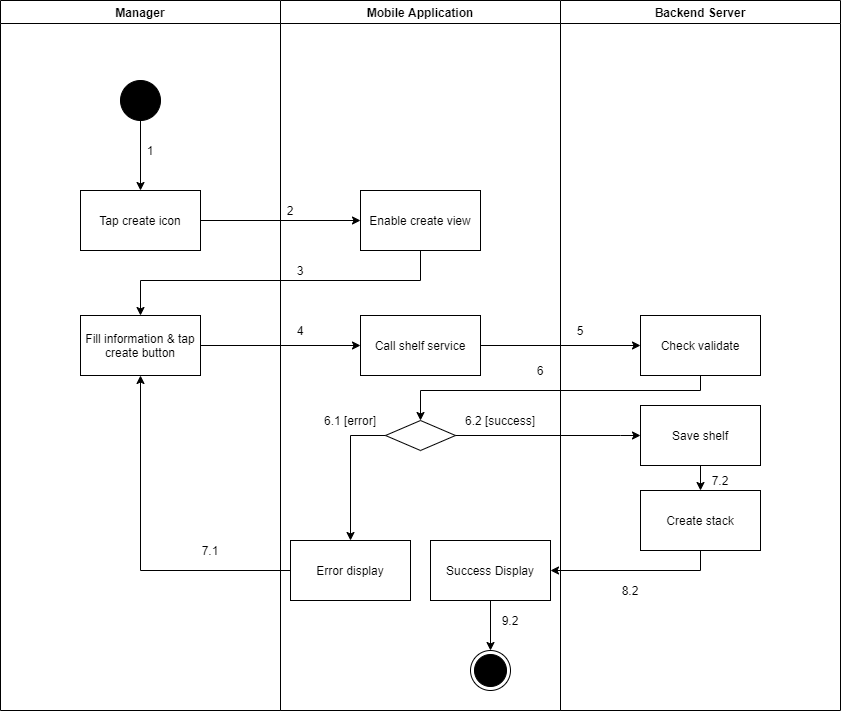 Manager
Mobile Application
Backend Server
1
Tap create icon
2
Enable create view
3
Fill information & tap
create button
4
Call shelf service
5
Check validate
6
6.1 [error]
6.2 [success]
Save shelf
7.2
Create stack
7.1
Error display
Success Display
8.2
9.2